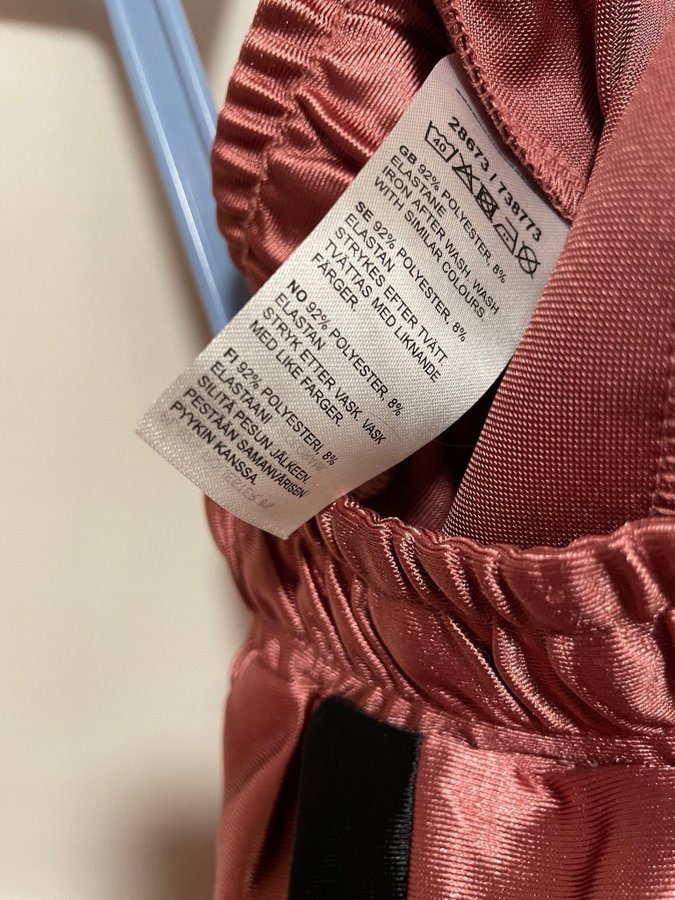 28673 / 738773
40
GB 92% POLYESTER, 8%
ELASTANE
IRON AFTER WASH, WASH
WITH SIMILAR COLOURS
SE 92% POLYESTER, 8%
ELASTAN
STRYKES EFTER TVÄTT.
TVÄTTAS MED LIKNANDE
FÄRGER.
NO 92% POLYESTER, 8%
ELASTAN
STRYK ETTER VASK. VASK
MED LIKE FARGER.
FI 92% POLYESTERI, 8%
ELASTAANI
SILITÄ PESUN JÄLKEEN.
PESTÄÄN SAMANVÄRISEN
PYYKIN KANSSA.